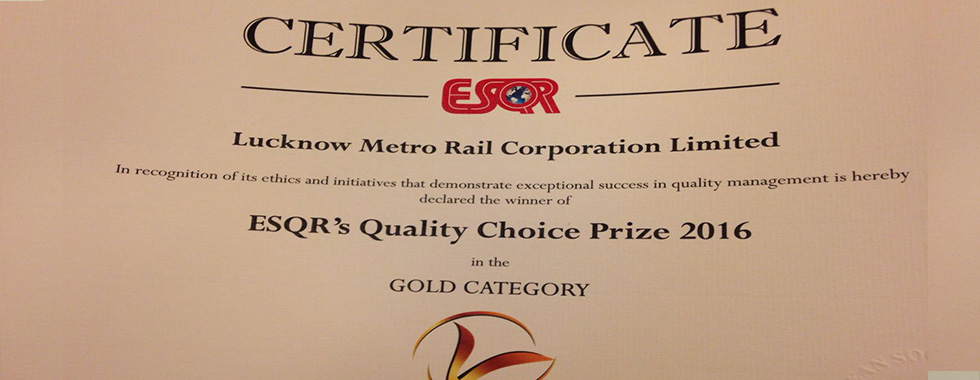 CERTIFICATE
ESQR
Lucknow Metro Rail Corporation Limited
In recognition of its ethics and initiatives that demonstrate exceptional success in quality management is hereby
declared the winner of
ESQR's Quality Choice Prize 2016
in the
GOLD CATEGORY